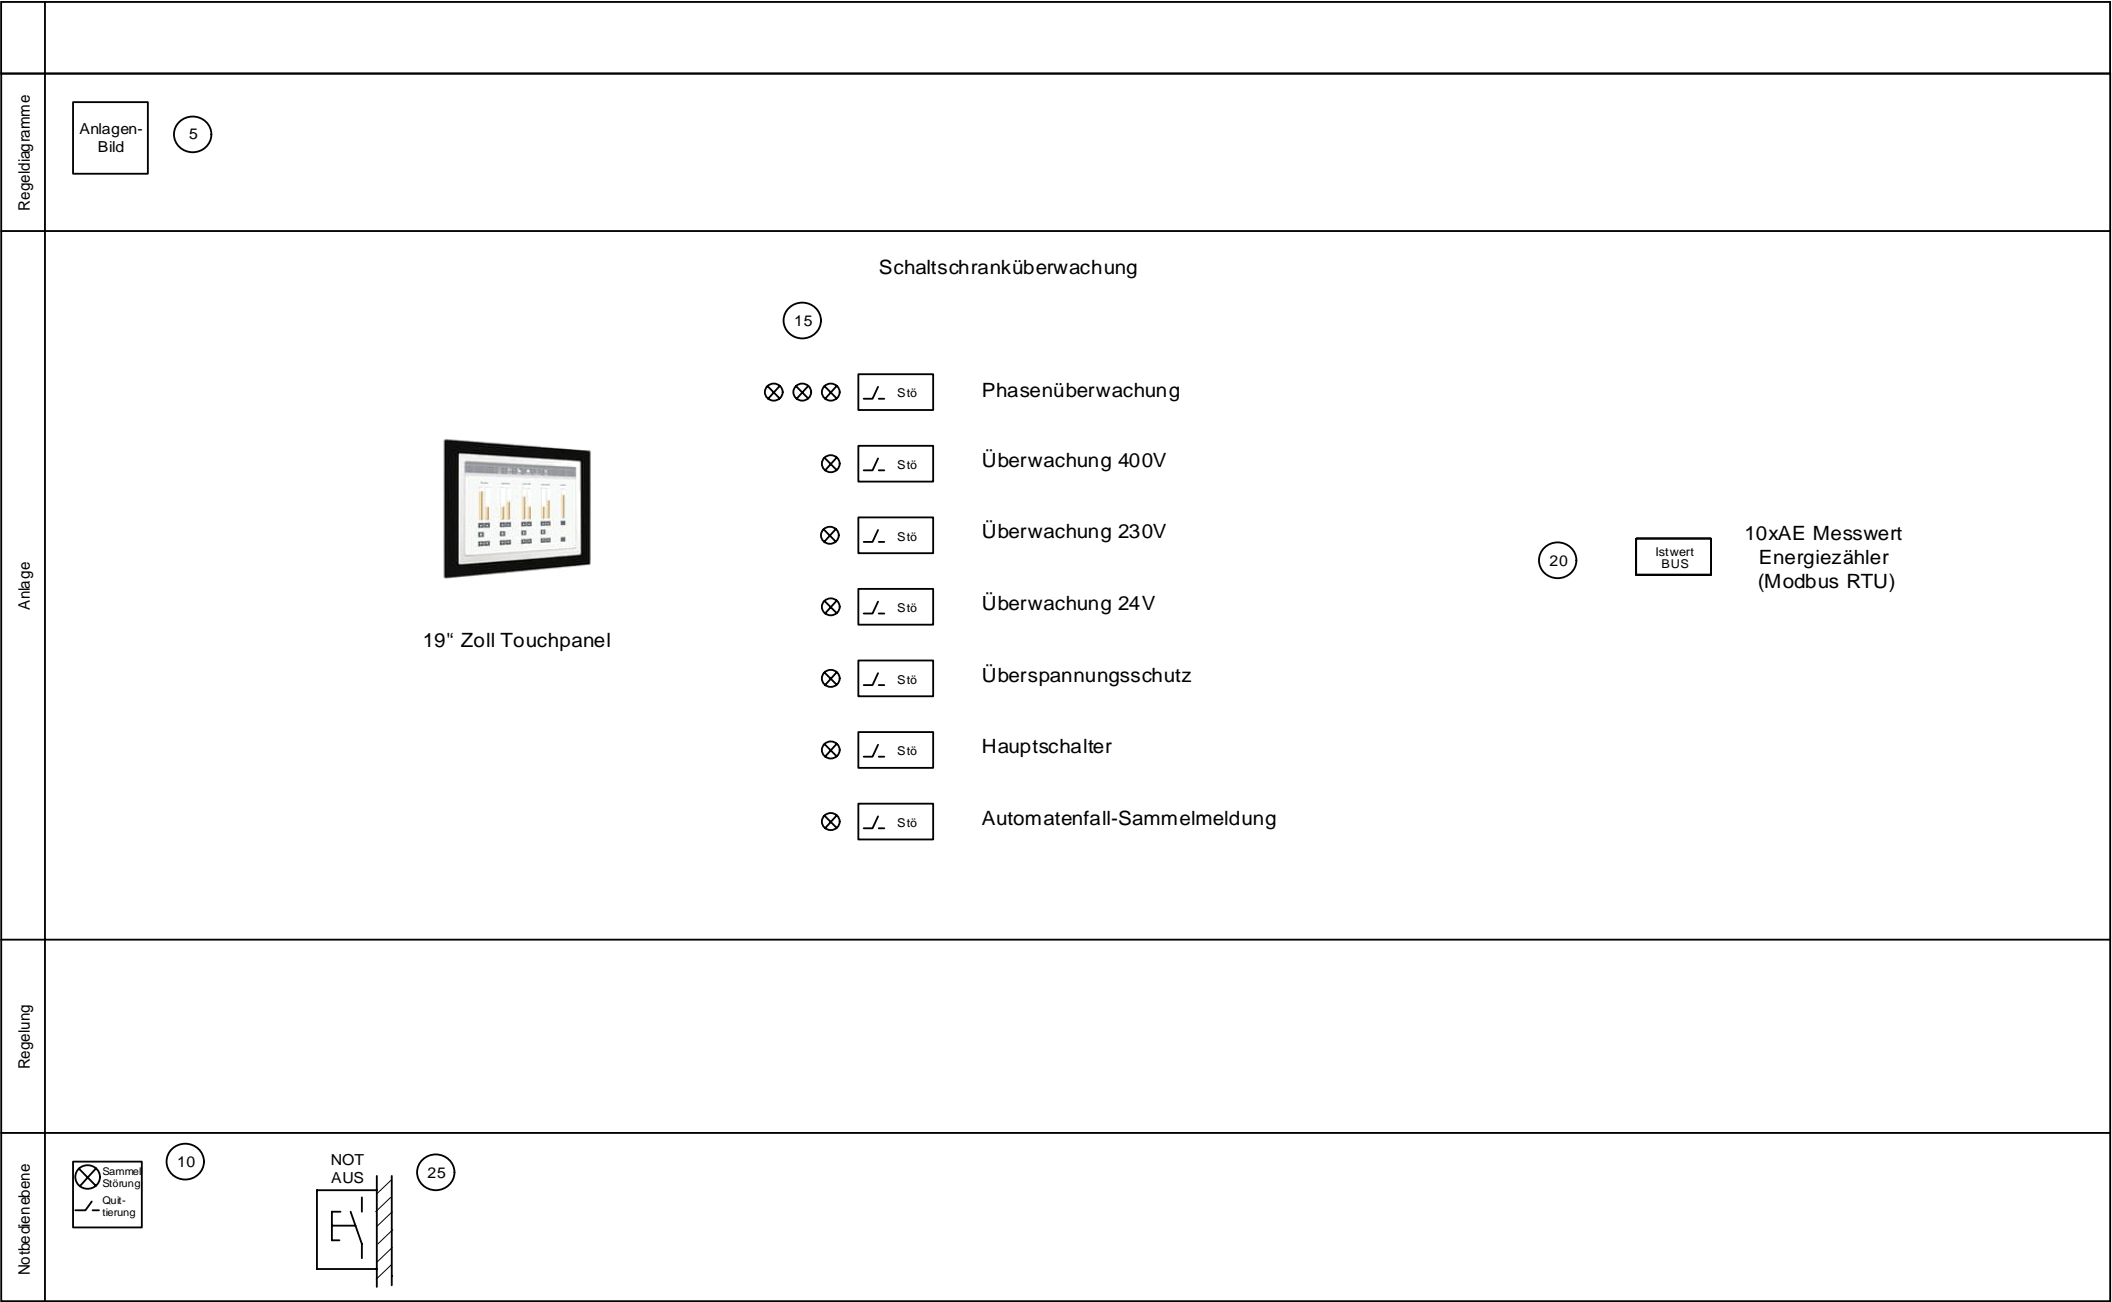 Regeldiagramme
Anlagen-
Bild
5
Anlage
Schaltschranküberwachung
15
Stö
Phasenüberwachung
Stö
Überwachung 400V
Stö
Überwachung 230V
Stö
Überwachung 24V
Stö
Überspannungsschutz
Stö
Hauptschalter
Stö
Automatenfall-Sammelmeldung
19" Zoll Touchpanel
20
Istwert
BUS
10xAE Messwert
Energiezähler
(Modbus RTU)
Regelung
Notbedienebene
Sammel
Störung
Quit-
tierung
10
NOT
AUS
25